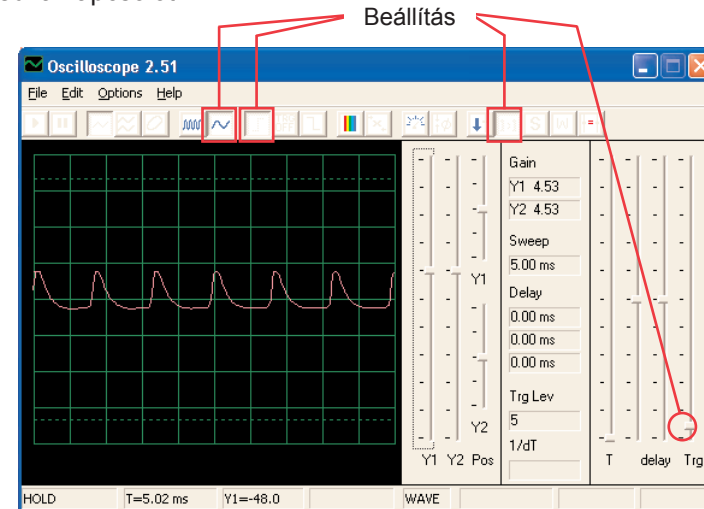 Beállítás
Oscilloscope 2.51
File Edit Options Help
S W
Gain
Y1 4.53
Y2 4.53
Sweep
5.00 ms
Delay
0.00 ms
0.00 ms
0.00 ms
Trg Lev
5
1/dT
Y1
Y2
Y1 Y2 Pos
T delay Trg
HOLD T=5.02 ms Y1=-48.0 WAVE